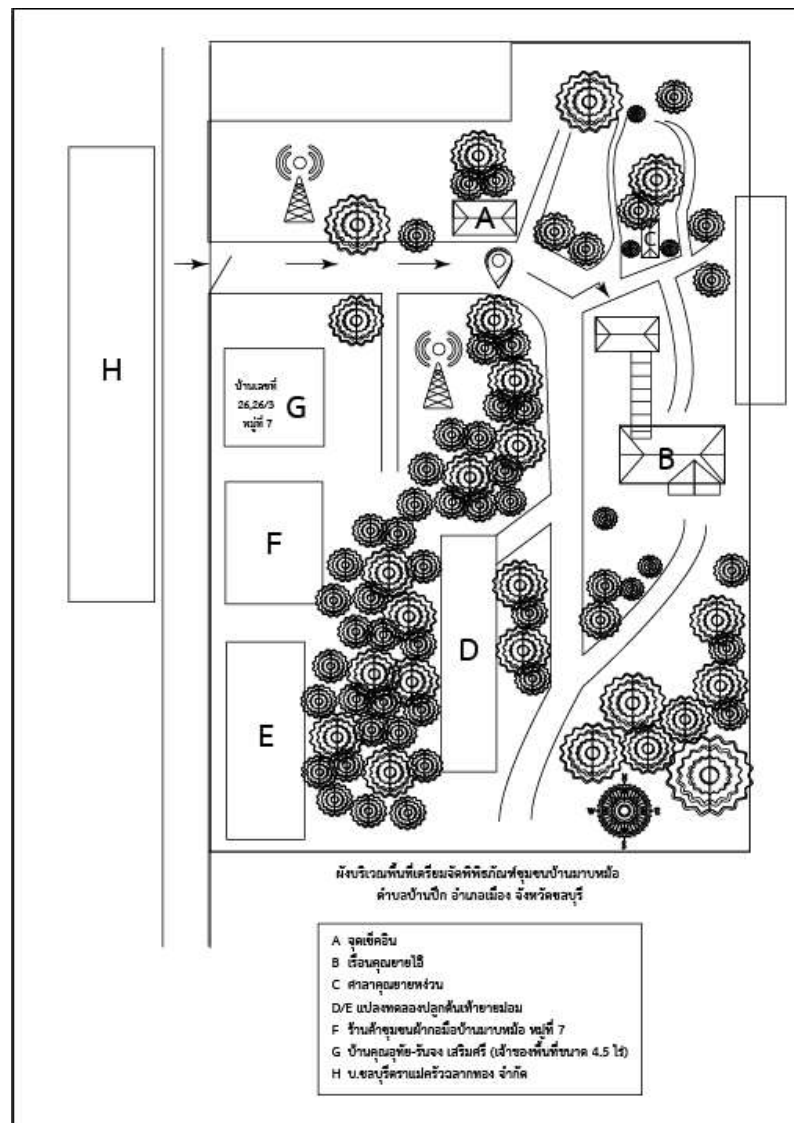 A
C
H
บ้านเลขที่
26,26/3
หมู่ที่ 7
G
B
F
D
E
N
W E
S
ผังบริเวณพื้นที่เตรียมจัดพิพิธภัณฑ์ชุมชนบ้านมาบหม้อ
ตำบลบ้านปึก อำเภอเมือง จังหวัดชลบุรี
A จุดเช็คอิน
B เรือนคุณยายไอ๊
C ศาลาคุณยายหง่วน
D/E แปลงทดลองปลูกต้นเท้ายายม่อม
F ร้านค้าชุมชนผ้าทอมือบ้านมาบหม้อ หมู่ที่ 7
G บ้านคุณอุทัย-รันจง เสริมศรี (เจ้าของพื้นที่ขนาด 4.5 ไร่)
H บ.ชลบุรีตราแม่ครัวฉลากทอง จำกัด